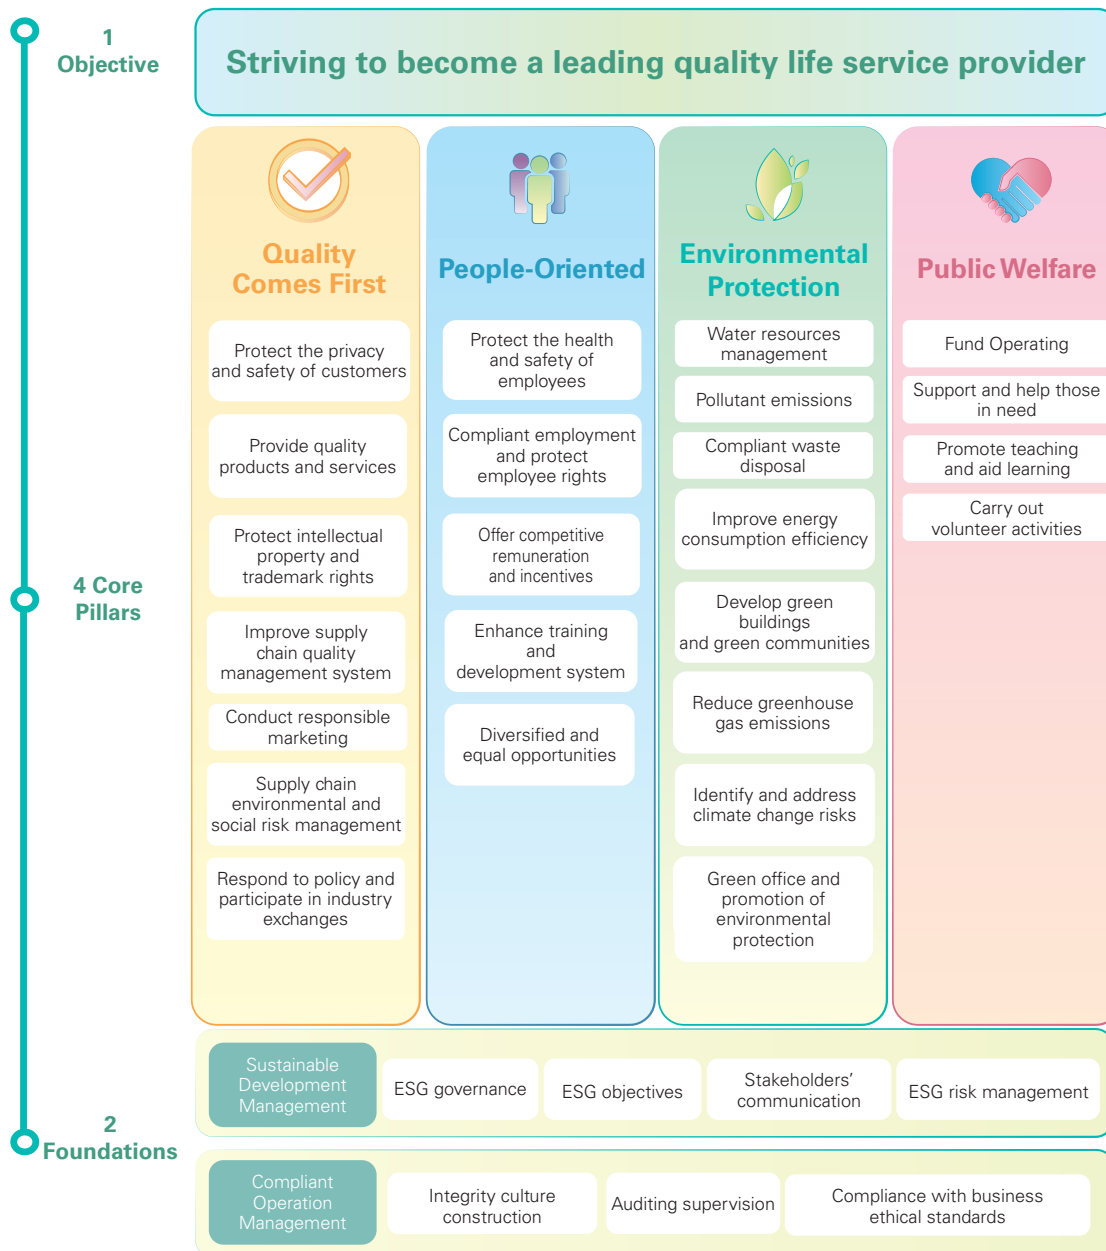 1
Objective
Striving to become a leading quality life service provider
4 Core
Pillars
Quality
Comes First
Protect the privacy
and safety of customers
Provide quality
products and services
Protect intellectual
property and
trademark rights
Improve supply
chain quality
management system
Conduct responsible
marketing
Supply chain
environmental and
social risk management
Respond to policy and
participate in industry
exchanges
People-Oriented
Protect the health
and safety of
employees
Compliant employment
and protect
employee rights
Offer competitive
remuneration
and incentives
Enhance training
and
development system
Diversified and
equal opportunities
Environmental
Protection
Water resources
management
Pollutant emissions
Compliant waste
disposal
Improve energy
consumption efficiency
Develop green
buildings
and green communities
Reduce greenhouse
gas emissions
Identify and address
climate change risks
Green office and
promotion of
environmental
protection
Public Welfare
Fund Operating
Support and help those
in need
Promote teaching
and aid learning
Carry out
volunteer activities
2
Foundations
Sustainable
Development
Management
ESG governance
ESG objectives
Stakeholders’
communication
ESG risk management
Compliant
Operation
Management
Integrity culture
construction
Auditing supervision
Compliance with business
ethical standards